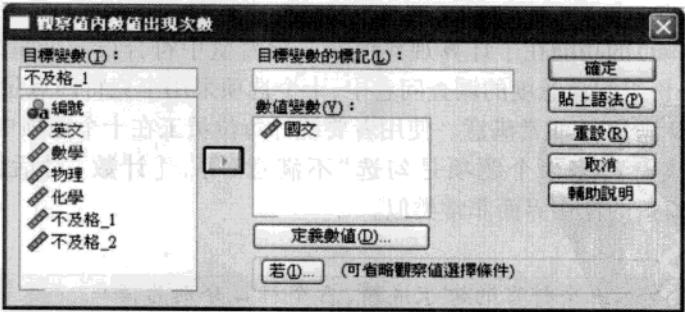 觀察值內數值出現次數
目標變數(T)：
不及格_1
編號
英文
數學
物理
化學
不及格_1
不及格_2
目標變數的標記(L)：
數值變數(V)：
國文
定義數值(D)...
若(I)...
(可省略觀察值選擇條件)
確定
貼上語法(P)
重設(R)
取消
輔助說明